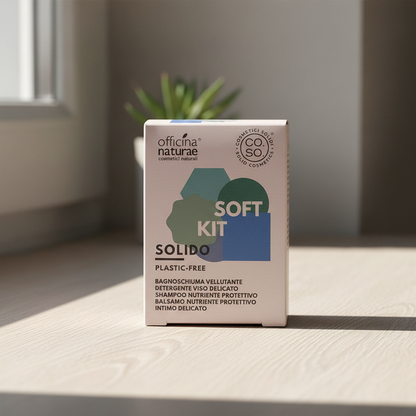 officina®
naturae
cosmetici naturali
COSMETICI SOLIDI
CO.
SO.
SOLID COSMETICS
SOFT
KIT
SOLIDO
PLASTIC-FREE
BAGNOSCHIUMA VELLUTANTE
DETERGENTE VISO DELICATO
SHAMPOO NUTRIENTE PROTETTIVO
BALSAMO NUTRIENTE PROTETTIVO
INTIMO DELICATO